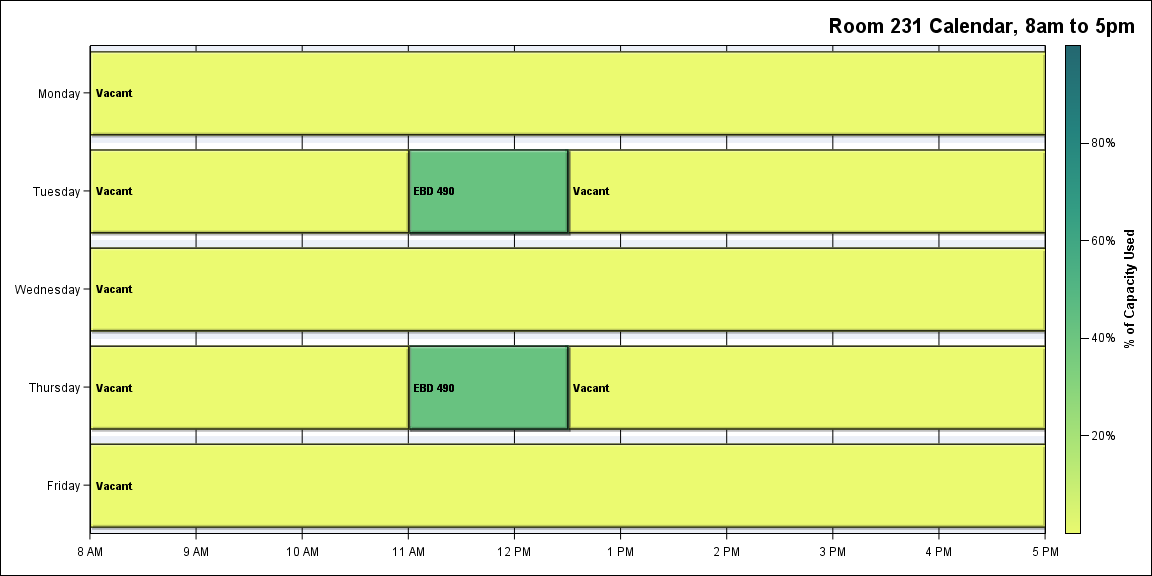 Room 231 Calendar, 8am to 5pm
Monday
Vacant
Tuesday
Vacant
EBD 490
Vacant
Wednesday
Vacant
Thursday
Vacant
EBD 490
Vacant
Friday
Vacant
8 AM
9 AM
10 AM
11 AM
12 PM
1 PM
2 PM
3 PM
4 PM
5 PM
80%
60%
40%
20%
% of Capacity Used